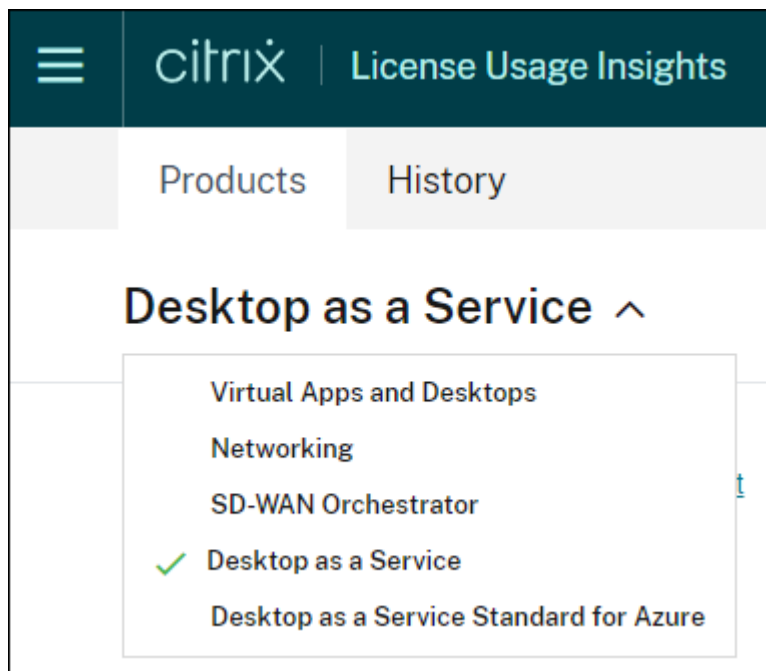 citrix | License Usage Insights
Products History
Desktop as a Service
Virtual Apps and Desktops
Networking
t
SD-WAN Orchestrator
Desktop as a Service
Desktop as a Service Standard for Azure